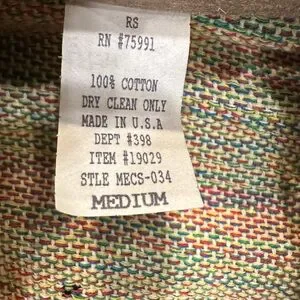 RS
RN #75991
100% COTTON
DRY CLEAN ONLY
MADE IN U.S.A
DEPT #398
ITEM #19029
STLE MECS-034
MEDIUM